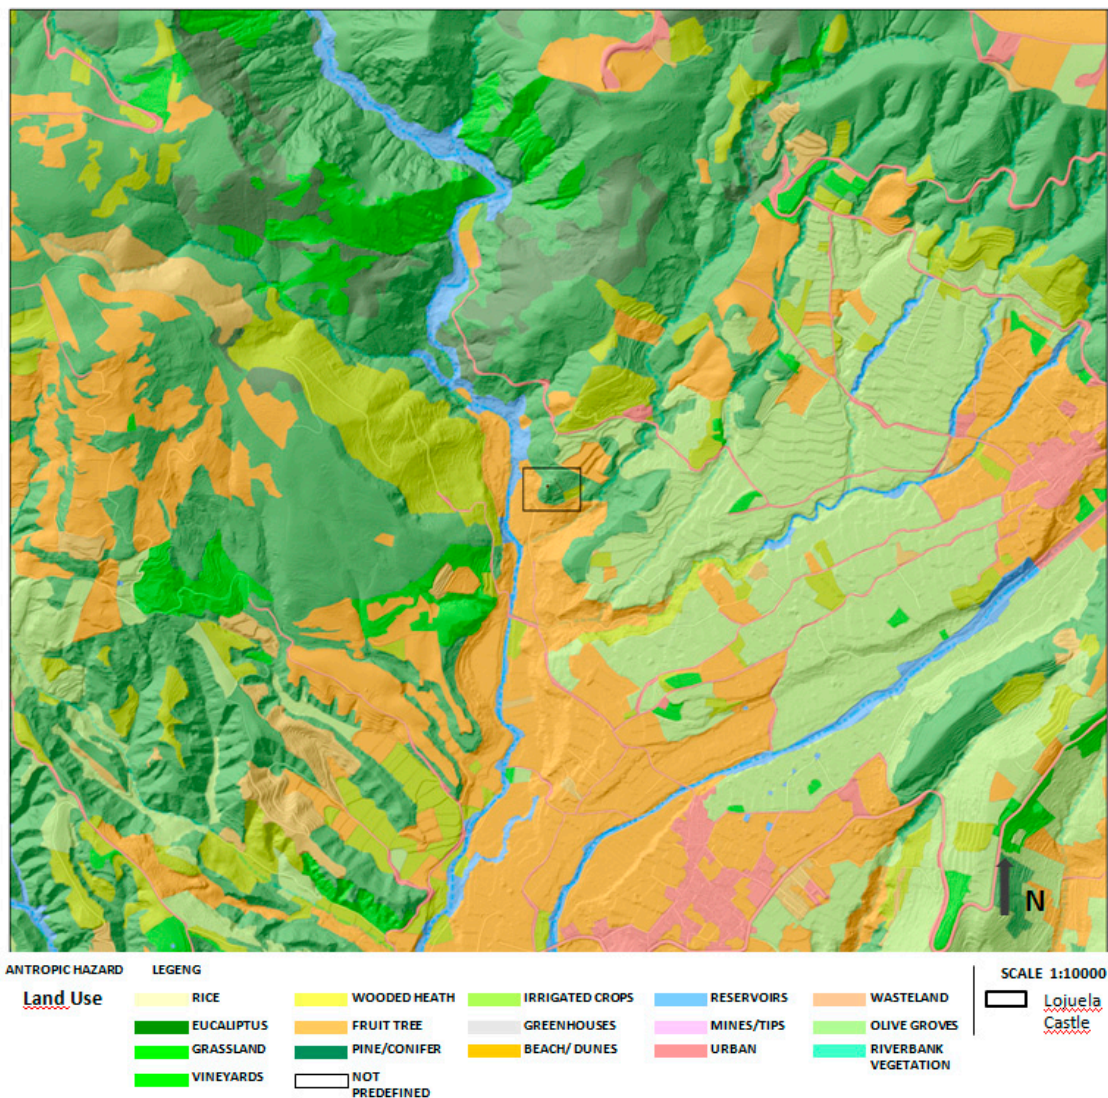 N
ANTROPIC HAZARD LEGENG SCALE 1:10000
Land Use
RICE WOODED HEATH IRRIGATED CROPS RESERVOIRS WASTELAND Lojuela
Castle
EUCALIPTUS FRUIT TREE GREENHOUSES MINES/TIPS OLIVE GROVES
GRASSLAND PINE/CONIFER BEACH/ DUNES URBAN RIVERBANK
VEGETATION
VINEYARDS NOT
PREDEFINED